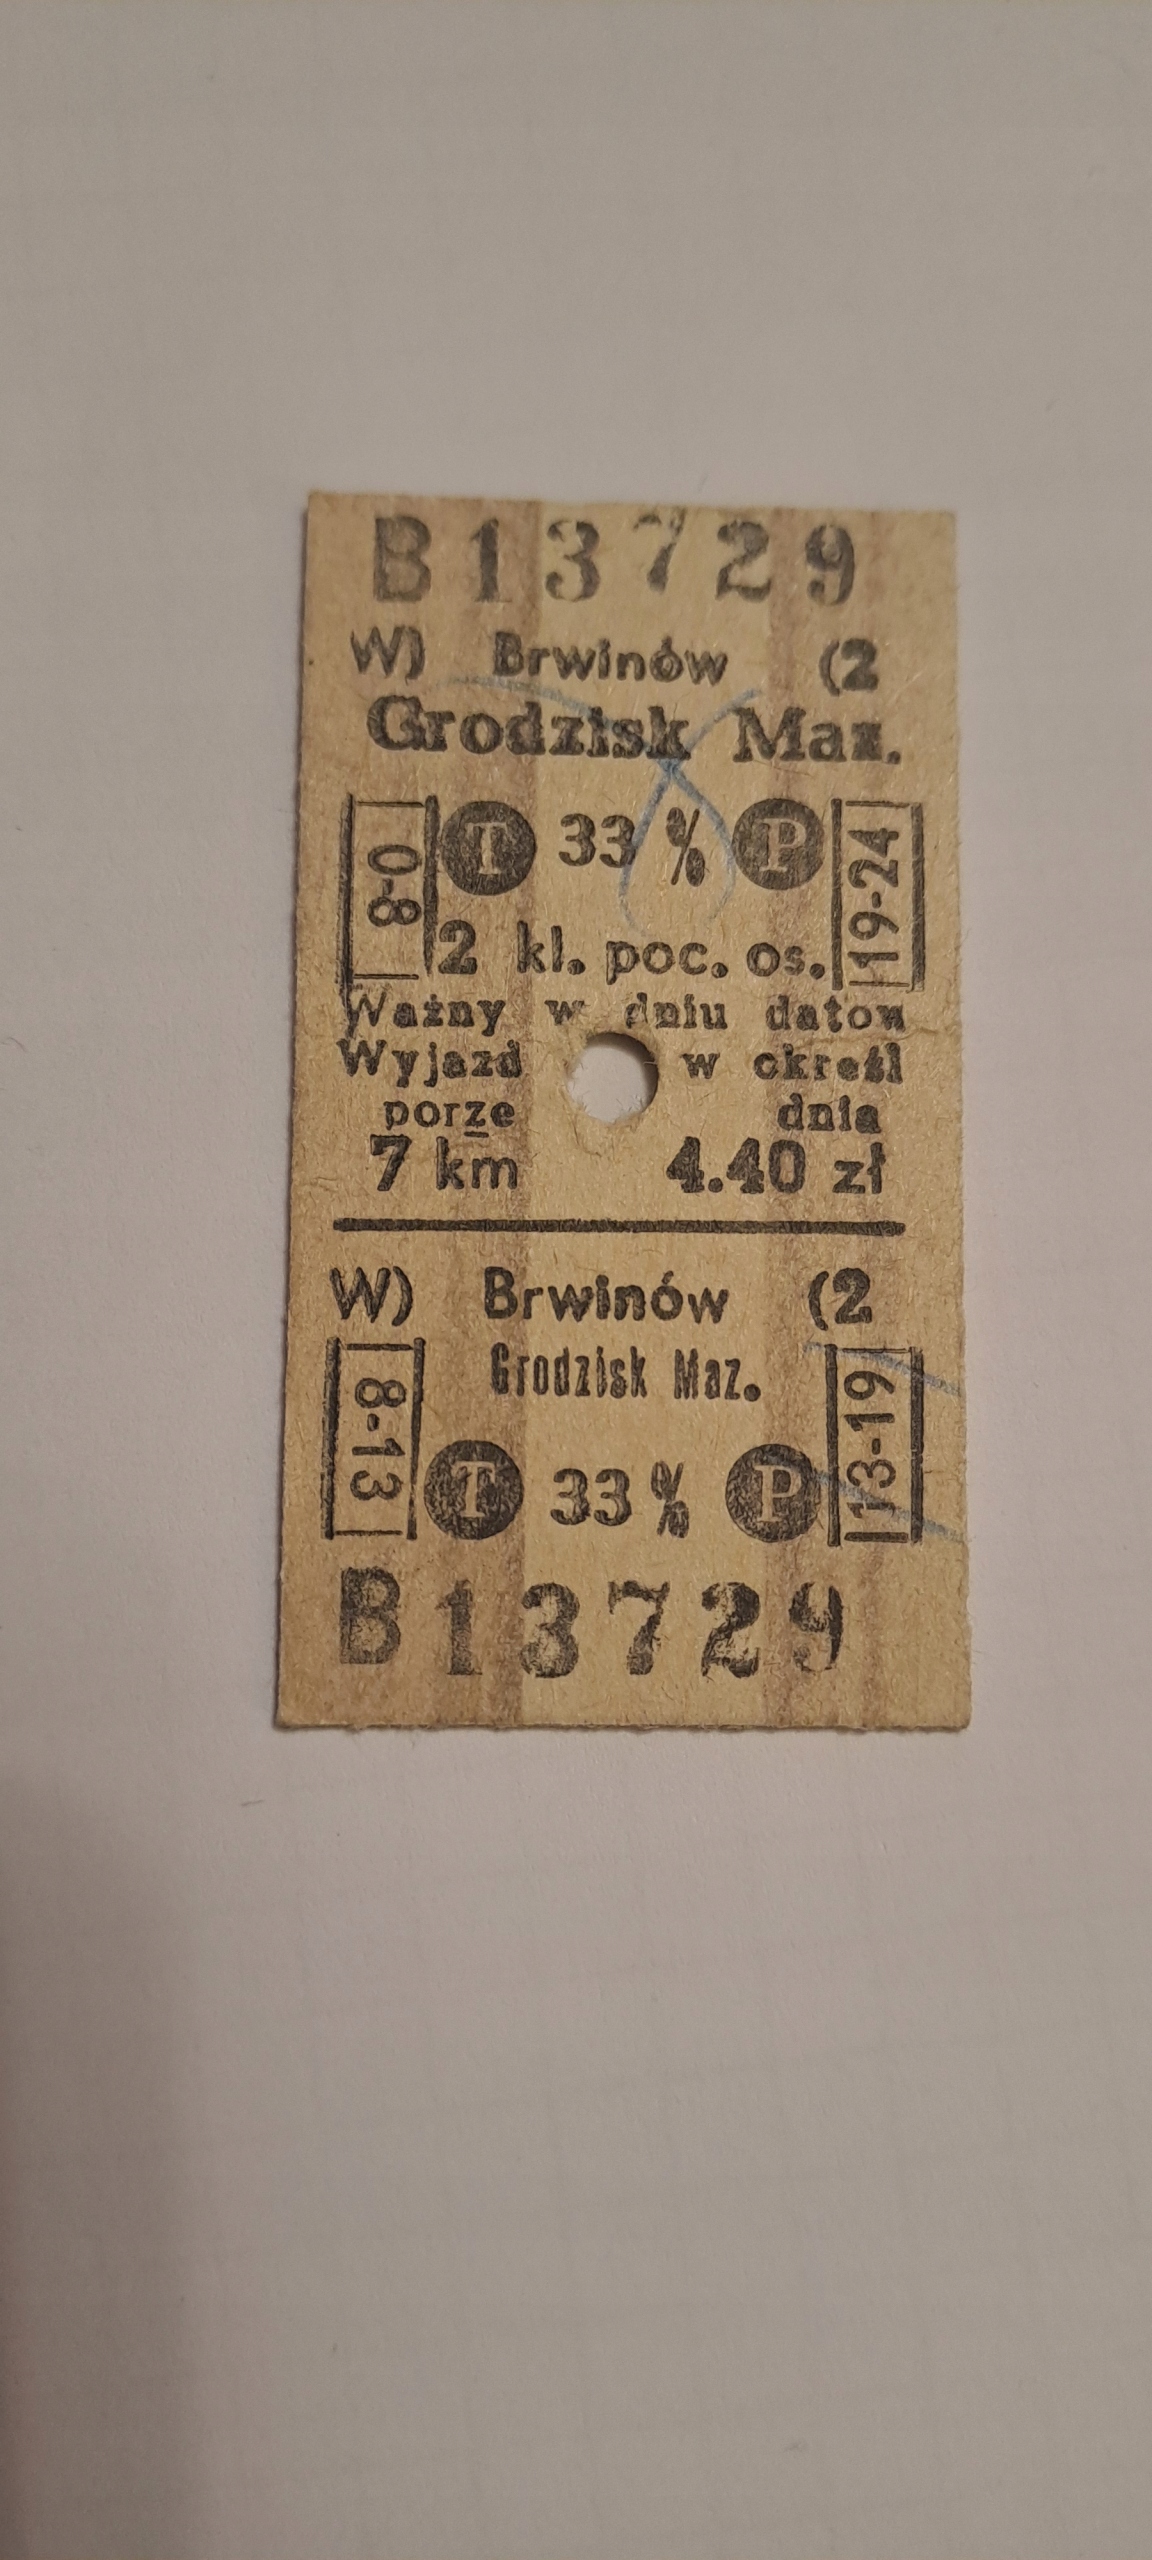 B13729
W) Brwinów (2
Grodzisk Maz.
0-8 T 33% P 19-24
2 kl. poc. os.
Ważny w dniu datow
Wyjazd w określ
porze dnia
7 km 4.40 zł
W) Brwinów (2
Grodzisk Maz.
8-13 T 33% P 13-19
B13729